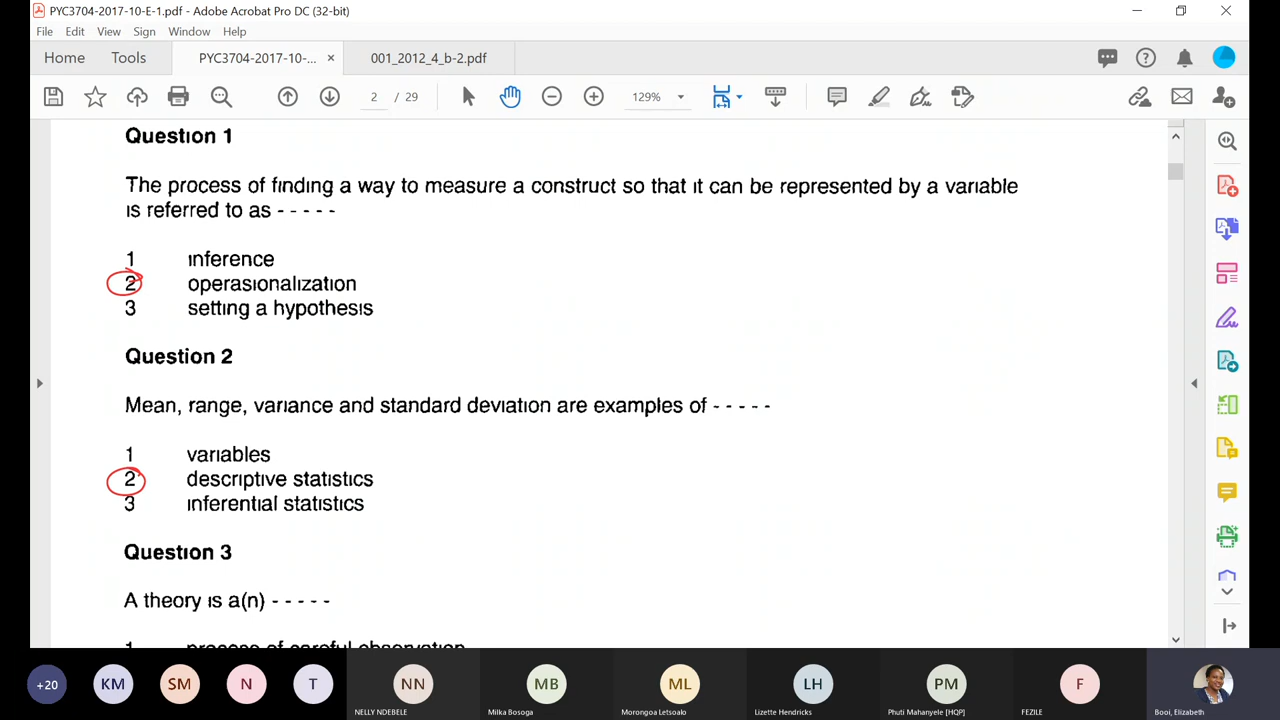 PYC3704-2017-10-E-1.pdf - Adobe Acrobat Pro DC (32-bit)
File Edit View Sign Window Help
Home Tools PYC3704-2017-10-... × 001_2012_4_b-2.pdf
2 / 29 129%
Question 1
The process of finding a way to measure a construct so that it can be represented by a variable
is referred to as - - - - -
1 inference
2 operasionalization
3 setting a hypothesis
Question 2
Mean, range, variance and standard deviation are examples of - - - - -
1 variables
2 descriptive statistics
3 inferential statistics
Question 3
A theory is a(n) - - - - -
1 process of careful observation
+20 KM SM N T NN MB ML LH PM F
NELLY NDEBELE Milka Bosoga Morongoa Letsoalo Lizette Hendricks Phuti Mahanyele [HQP] FEZILE Booi, Elizabeth